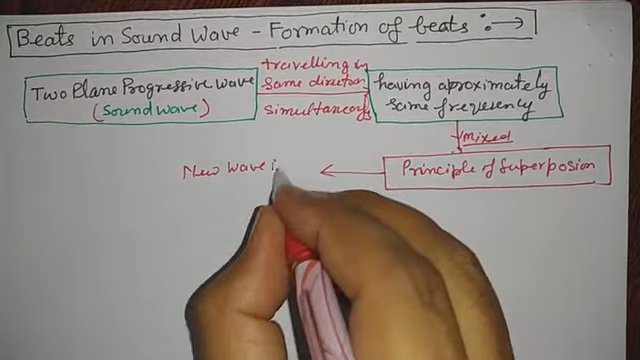 Beats in Sound Wave - Formation of beats :→
Two Plane Progressive wave
(Sound wave)
travelling in
same direction
simultaneously
having aproximately
same frequency
mixed
Principle of Superposion
New wave i